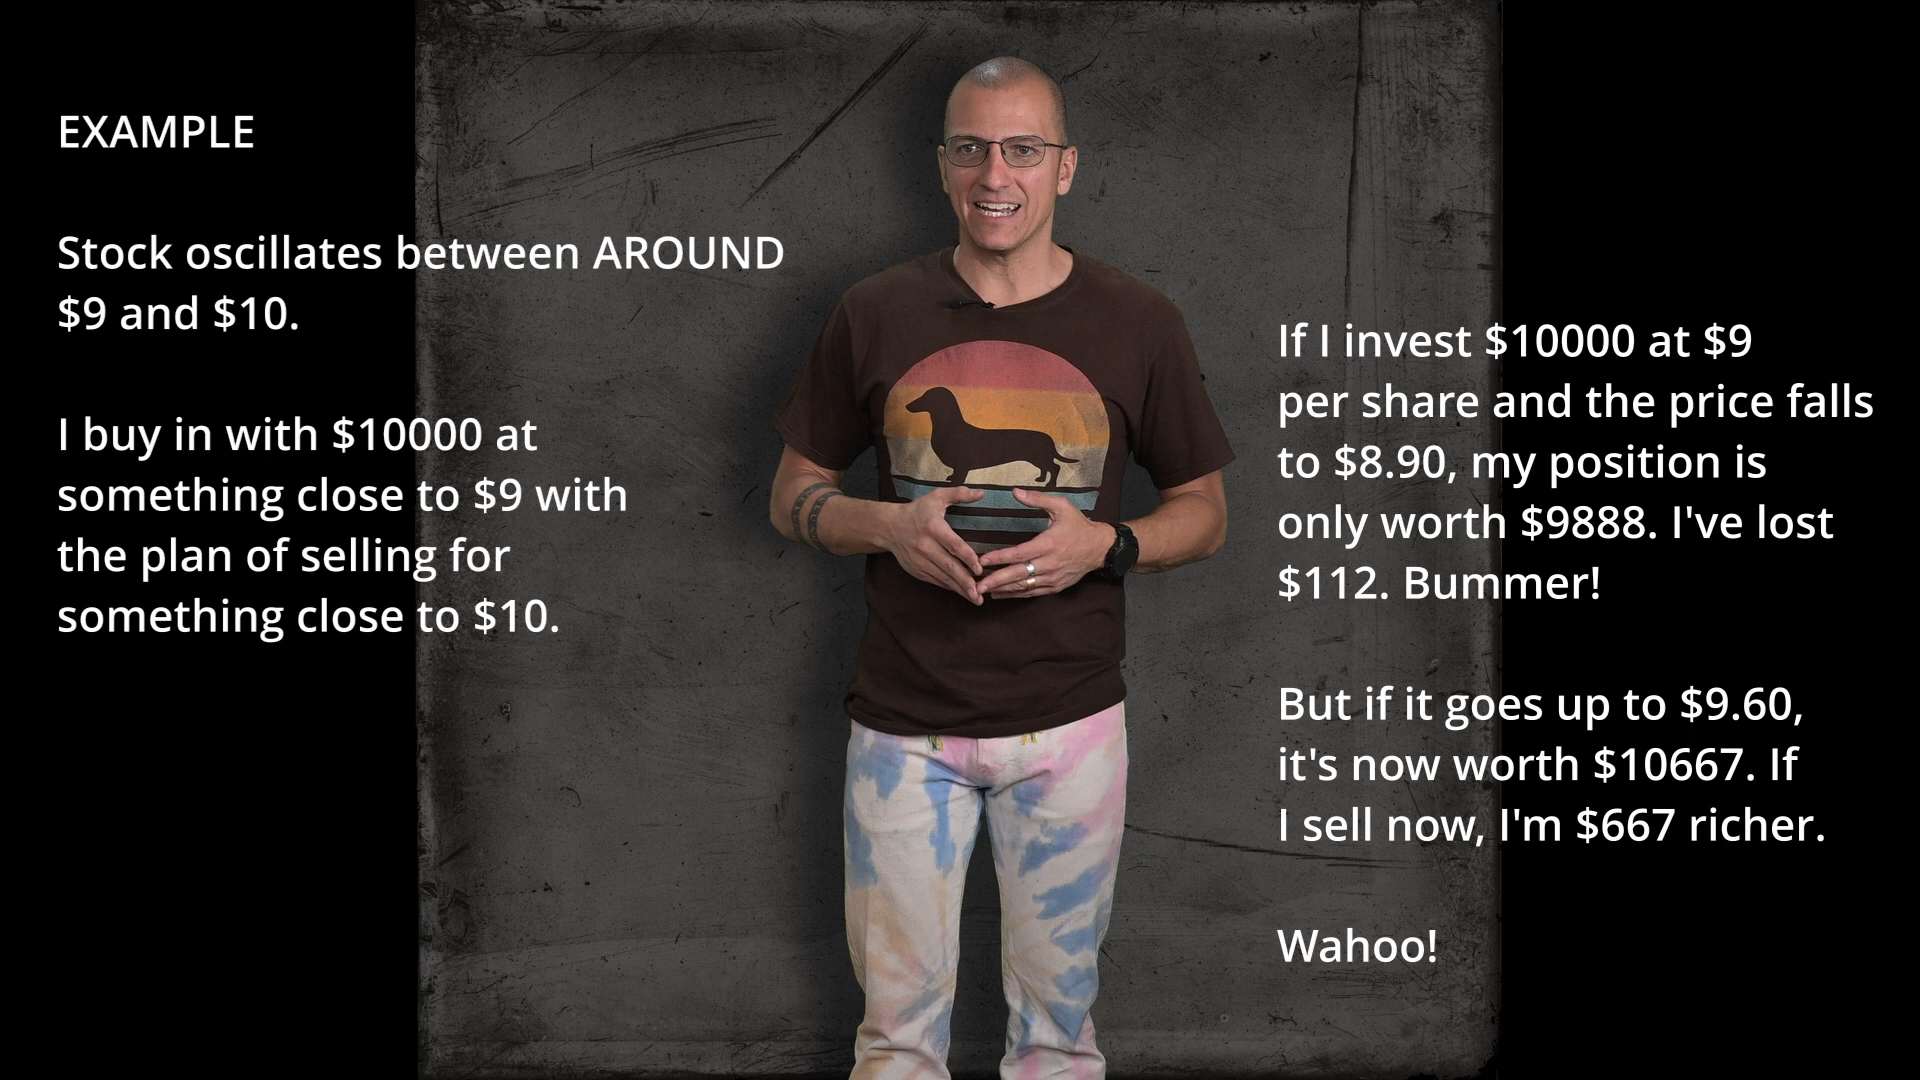 EXAMPLE
Stock oscillates between AROUND
$9 and $10.
I buy in with $10000 at
something close to $9 with
the plan of selling for
something close to $10.
If I invest $10000 at $9
per share and the price falls
to $8.90, my position is
only worth $9888. I've lost
$112. Bummer!
But if it goes up to $9.60,
it's now worth $10667. If
I sell now, I'm $667 richer.
Wahoo!